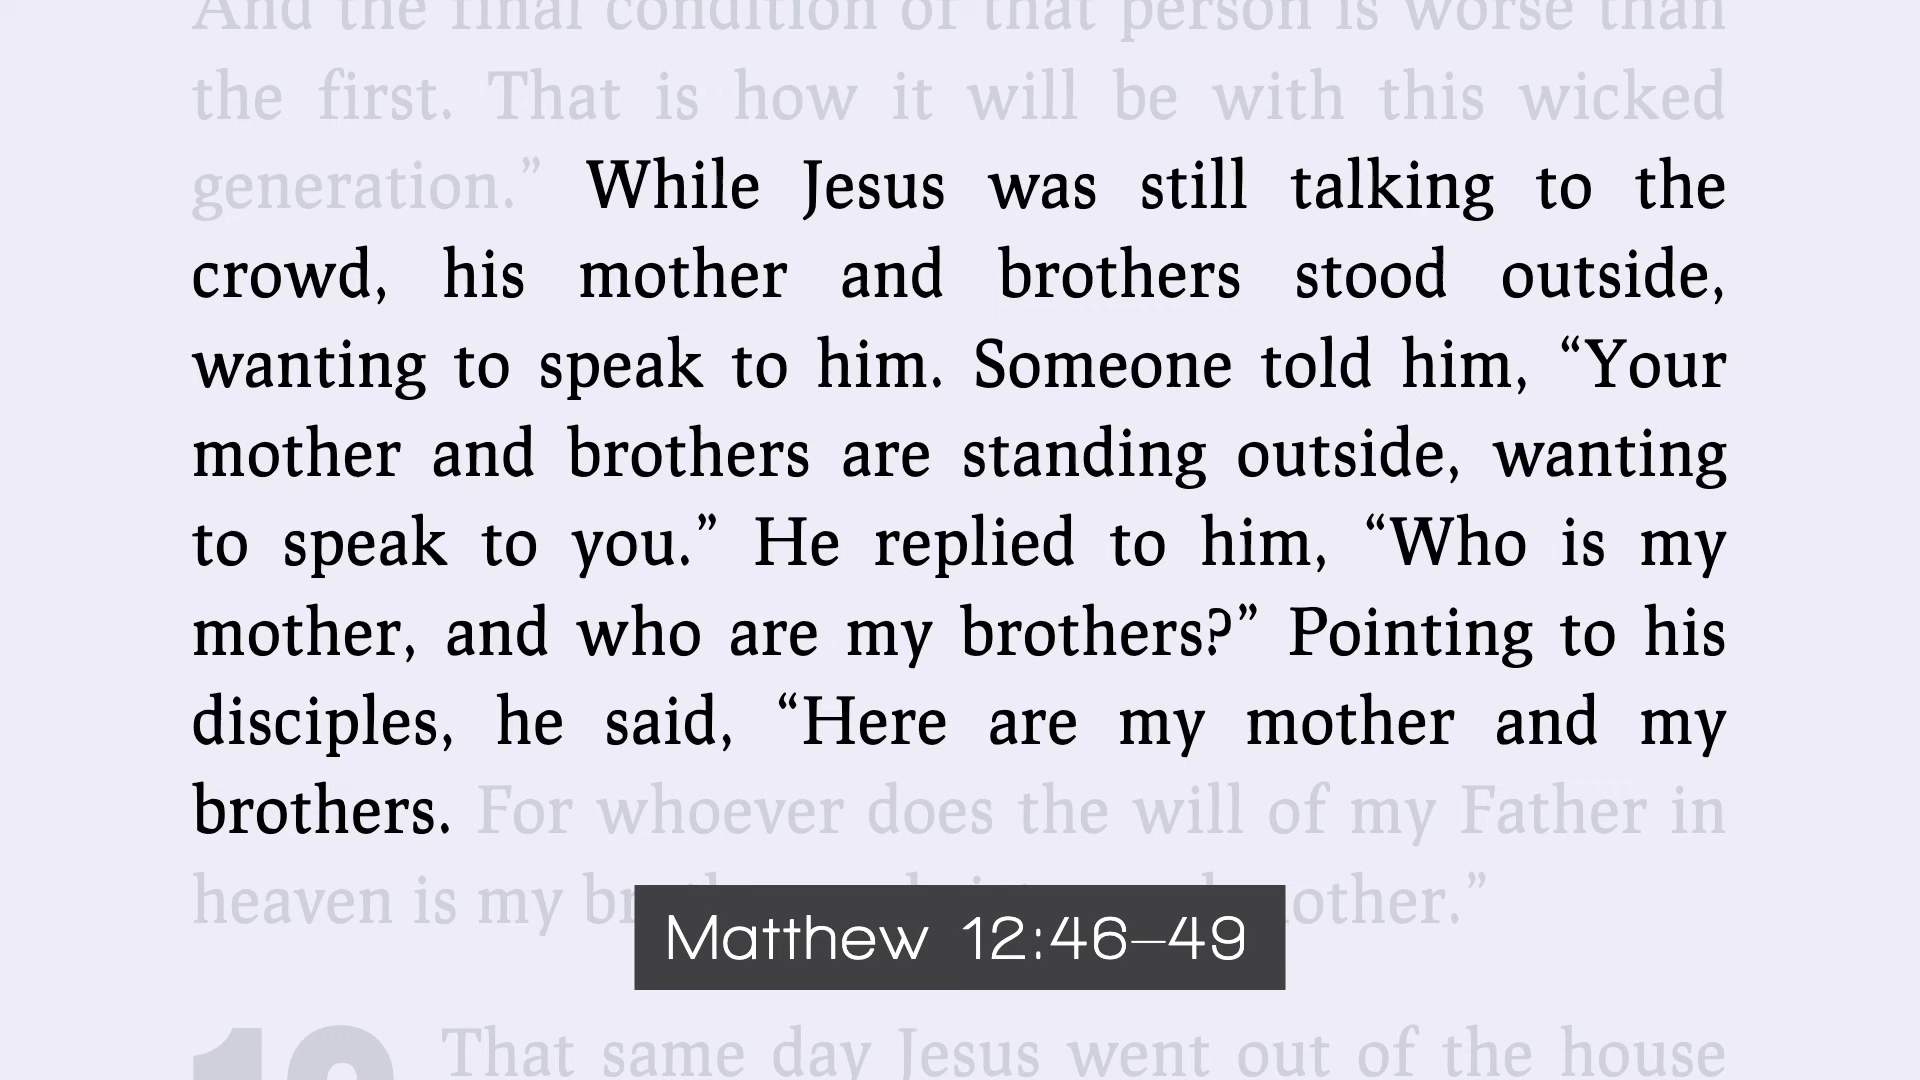 And the final condition of that person is worse than
the first. That is how it will be with this wicked
generation.” While Jesus was still talking to the
crowd, his mother and brothers stood outside,
wanting to speak to him. Someone told him, “Your
mother and brothers are standing outside, wanting
to speak to you.” He replied to him, “Who is my
mother, and who are my brothers?” Pointing to his
disciples, he said, “Here are my mother and my
brothers. For whoever does the will of my Father in
heaven is my
Matthew 12:46–49
That same day Jesus went out of the house